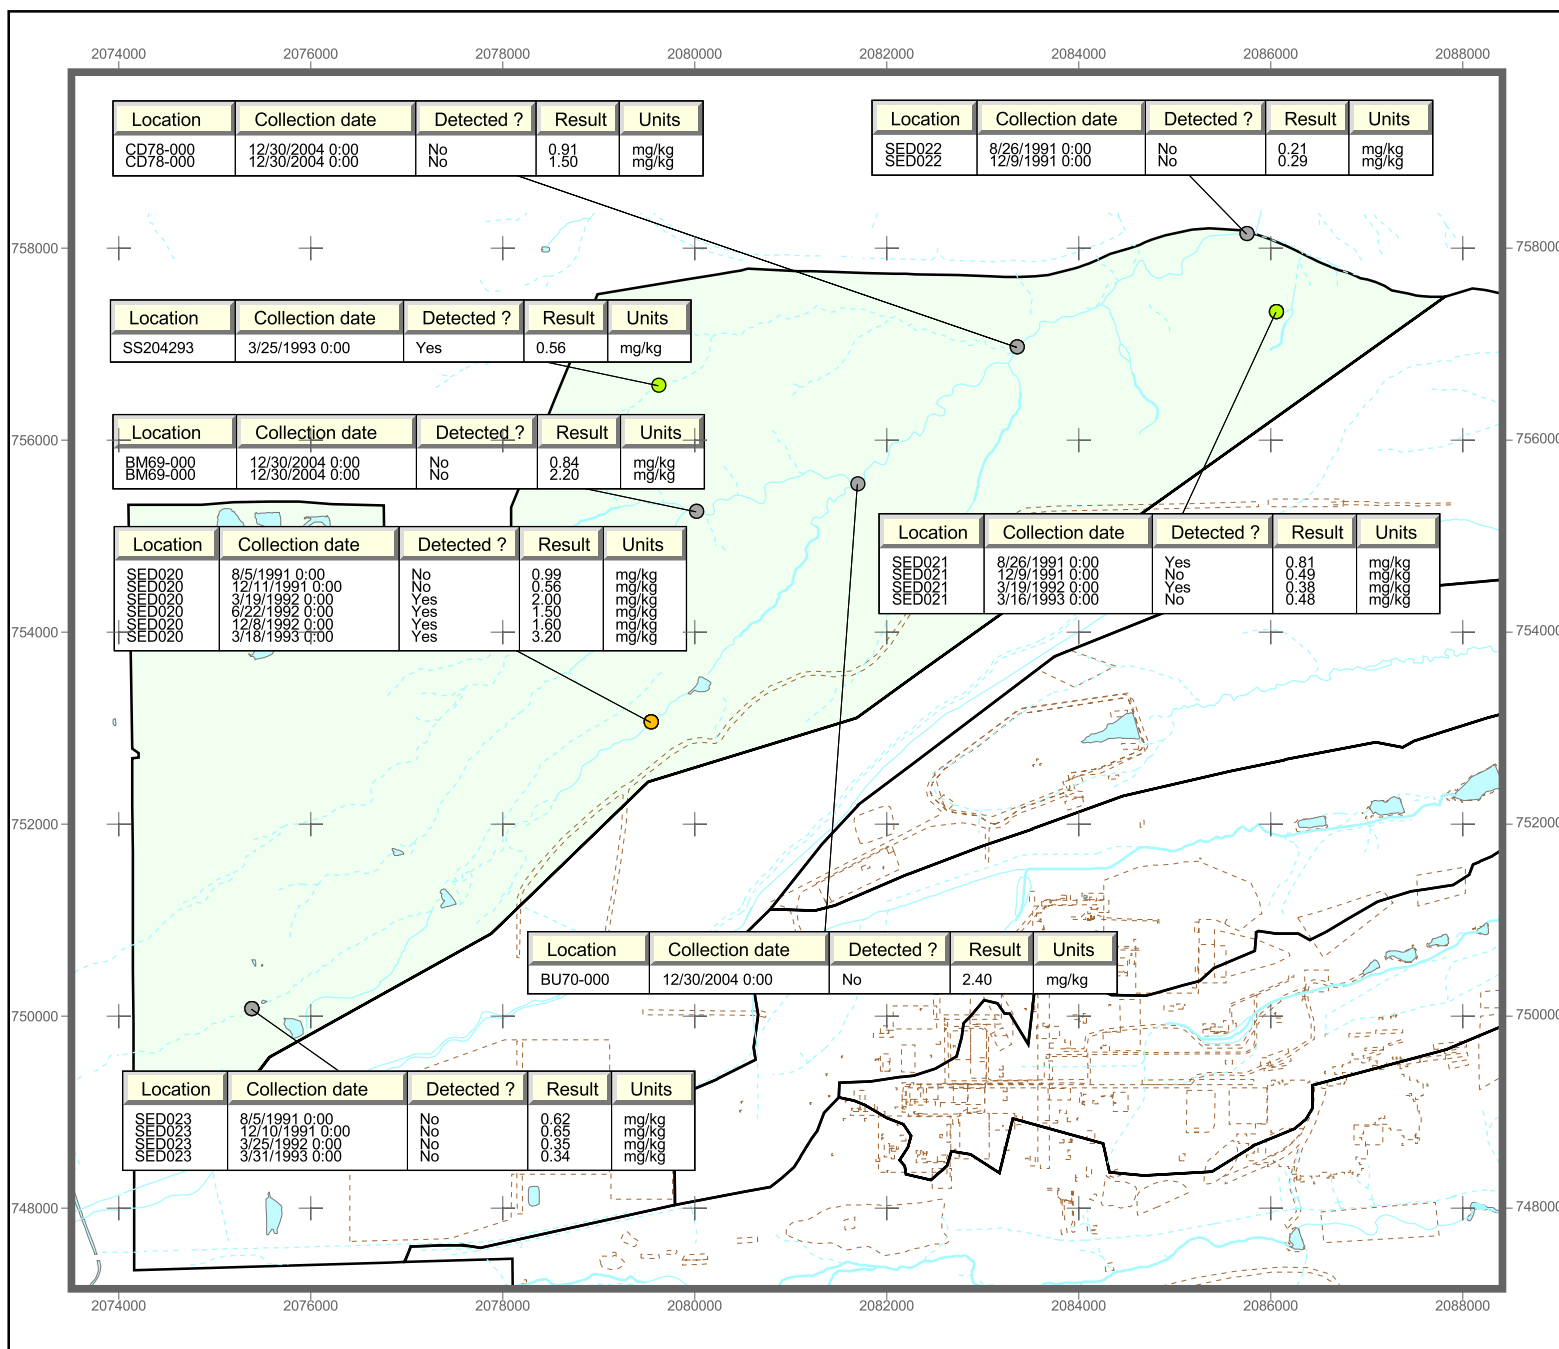 2074000 2076000 2078000 2080000 2082000 2084000 2086000 2088000
Location Collection date Detected ? Result Units
CD78-000 12/30/2004 0:00 No 0.91 mg/kg
CD78-000 12/30/2004 0:00 No 1.50 mg/kg
Location Collection date Detected ? Result Units
SED022 8/26/1991 0:00 No 0.21 mg/kg
SED022 12/9/1991 0:00 No 0.29 mg/kg
758000 758000
Location Collection date Detected ? Result Units
SS204293 3/25/1993 0:00 Yes 0.56 mg/kg
Location Collection date Detected ? Result Units
BM69-000 12/30/2004 0:00 No 0.84 mg/kg
BM69-000 12/30/2004 0:00 No 2.20 mg/kg
756000 756000
Location Collection date Detected ? Result Units
SED020 8/5/1991 0:00 No 0.99 mg/kg
SED020 12/11/1991 0:00 No 0.56 mg/kg
SED020 3/19/1992 0:00 Yes 2.00 mg/kg
SED020 6/22/1992 0:00 Yes 1.50 mg/kg
SED020 12/8/1992 0:00 Yes 1.60 mg/kg
SED020 3/18/1993 0:00 Yes 3.20 mg/kg
Location Collection date Detected ? Result Units
SED021 8/26/1991 0:00 Yes 0.81 mg/kg
SED021 12/9/1991 0:00 No 0.49 mg/kg
SED021 3/19/1992 0:00 Yes 0.38 mg/kg
SED021 3/16/1993 0:00 No 0.48 mg/kg
754000 754000
752000 752000
Location Collection date Detected ? Result Units
BU70-000 12/30/2004 0:00 No 2.40 mg/kg
750000 750000
Location Collection date Detected ? Result Units
SED023 8/5/1991 0:00 No 0.62 mg/kg
SED023 12/10/1991 0:00 No 0.65 mg/kg
SED023 3/25/1992 0:00 No 0.35 mg/kg
SED023 3/31/1993 0:00 No 0.34 mg/kg
748000 748000
2074000 2076000 2078000 2080000 2082000 2084000 2086000 2088000